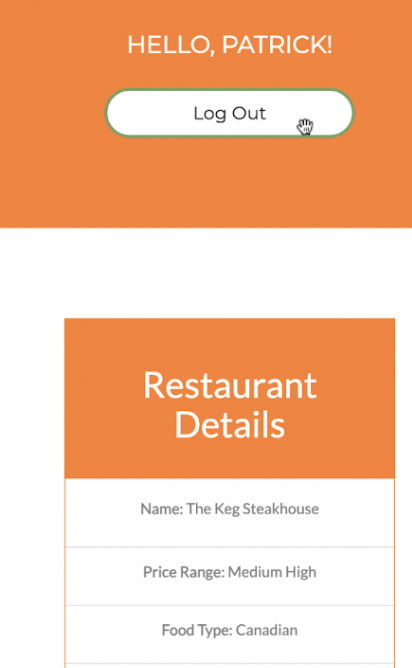 HELLO, PATRICK!
Log Out
Restaurant
Details
Name: The Keg Steakhouse
Price Range: Medium High
Food Type: Canadian